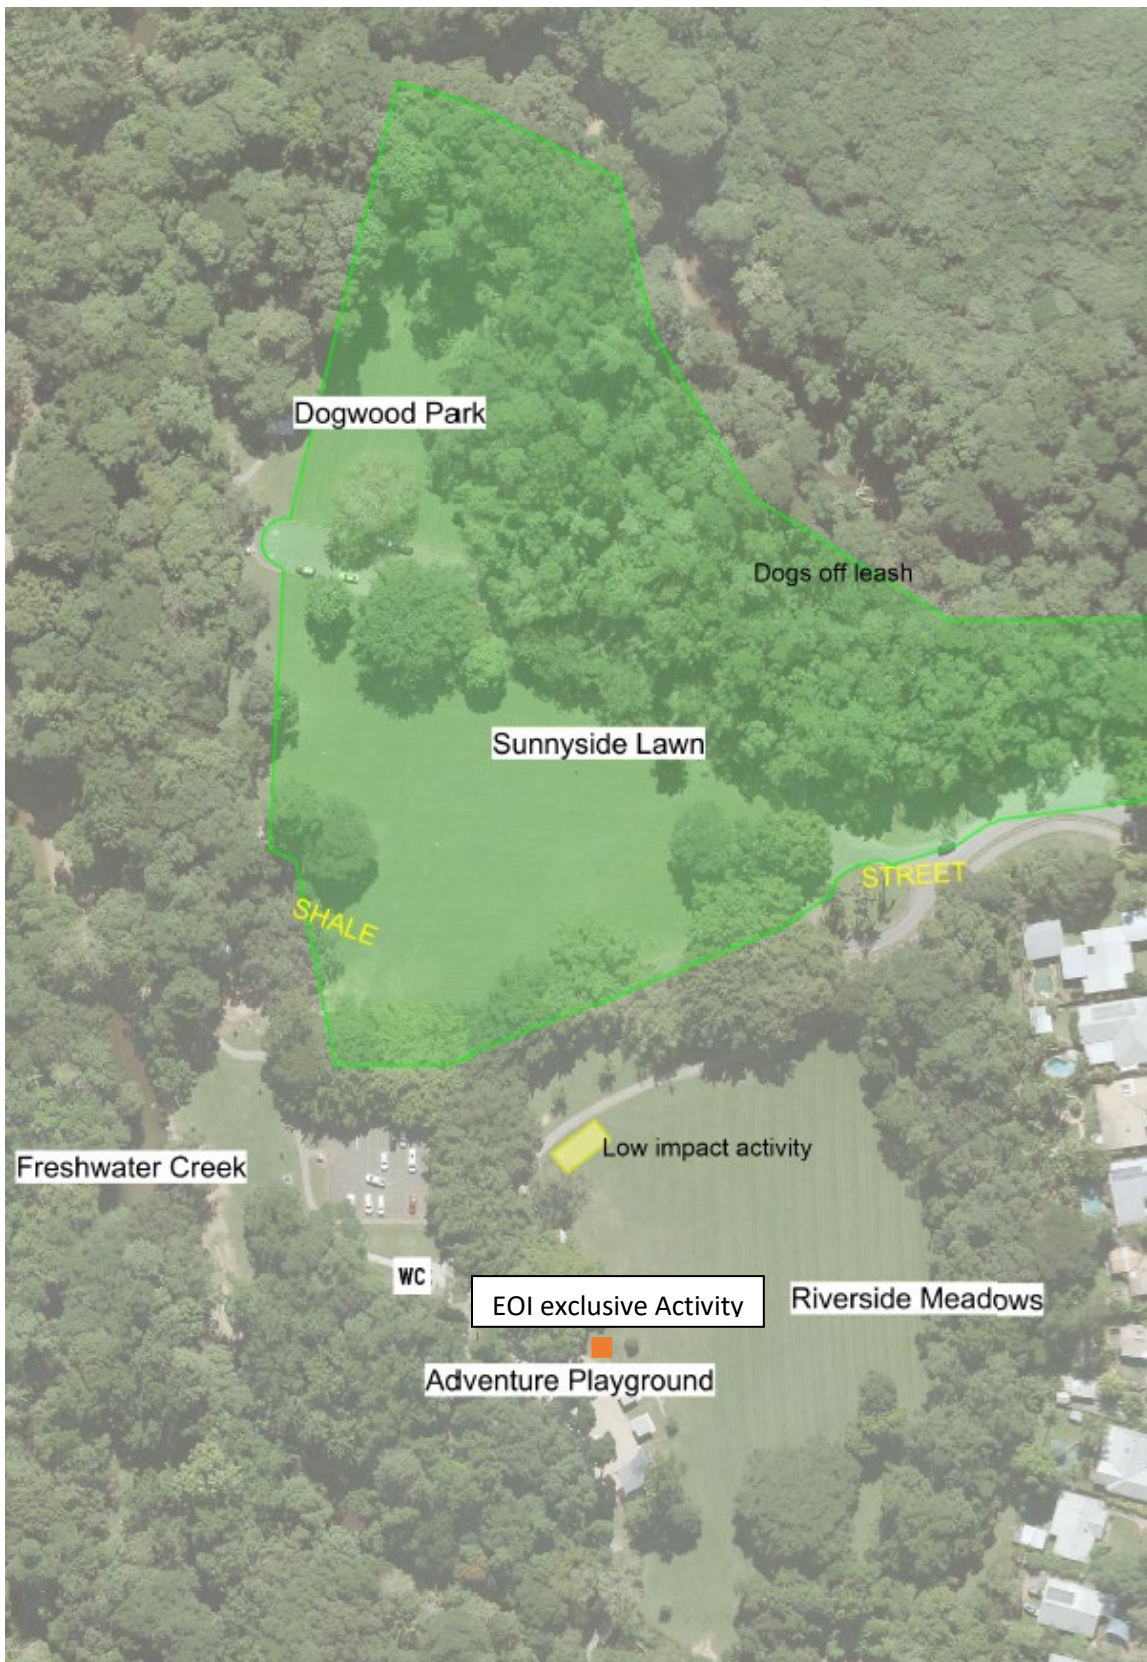 Dogwood Park
Dogs off leash
Sunnyside Lawn
STREET
SHALE
Low impact activity
Freshwater Creek
WC
EOI exclusive Activity
Riverside Meadows
Adventure Playground